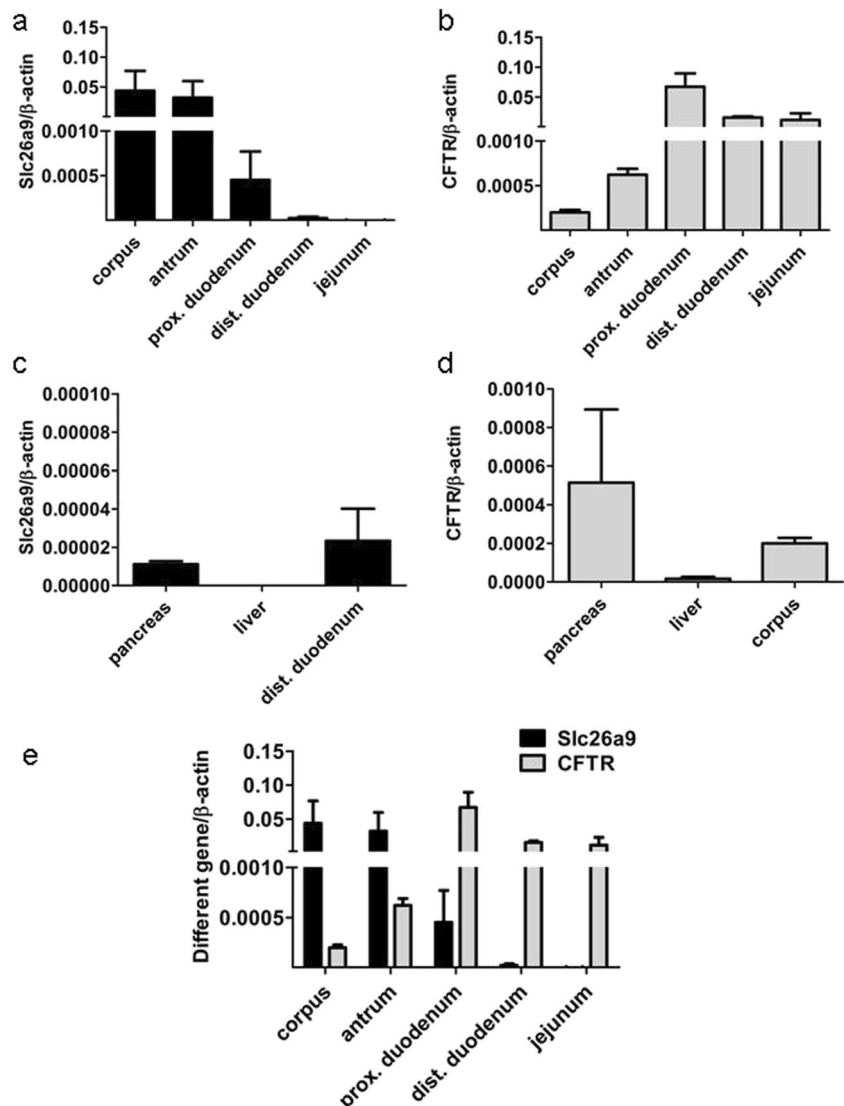 a
Slc26a9/β-actin
0.15
0.10
0.05
0.0010
0.0005
corpus
antrum
prox. duodenum
dist. duodenum
jejunum
b
CFTR/β-actin
0.15
0.10
0.05
0.0010
0.0005
corpus
antrum
prox. duodenum
dist. duodenum
jejunum
c
Slc26a9/β-actin
0.00010
0.00008
0.00006
0.00004
0.00002
0.00000
pancreas
liver
dist. duodenum
d
CFTR/β-actin
0.0010
0.0008
0.0006
0.0004
0.0002
0.0000
pancreas
liver
corpus
e
Different gene/β-actin
0.15
0.10
0.05
0.0010
0.0005
Slc26a9
CFTR
corpus
antrum
prox. duodenum
dist. duodenum
jejunum